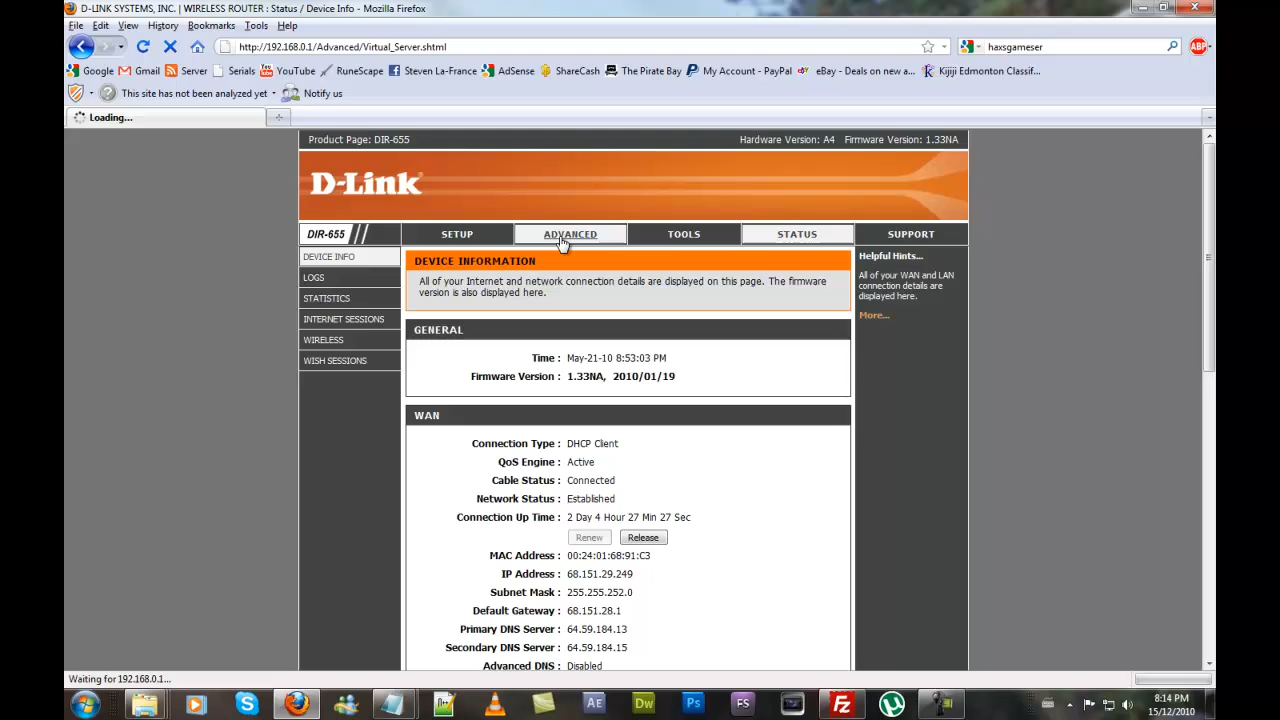 D-LINK SYSTEMS, INC. | WIRELESS ROUTER : Status / Device Info - Mozilla Firefox
File Edit View History Bookmarks Tools Help
http://192.168.0.1/Advanced/Virtual_Server.shtml
haxsgameser
ABP
Google Gmail Server Serials YouTube RuneScape Steven La-France AdSense ShareCash The Pirate Bay My Account - PayPal eBay - Deals on new a... Kijiji Edmonton Classif...
This site has not been analyzed yet Notify us
Loading...
Product Page: DIR-655 Hardware Version: A4 Firmware Version: 1.33NA
D-Link
DIR-655 SETUP ADVANCED TOOLS STATUS SUPPORT
DEVICE INFO
LOGS
STATISTICS
INTERNET SESSIONS
WIRELESS
WISH SESSIONS
DEVICE INFORMATION
All of your Internet and network connection details are displayed on this page. The firmware
version is also displayed here.
GENERAL
Time : May-21-10 8:53:03 PM
Firmware Version : 1.33NA, 2010/01/19
WAN
Connection Type : DHCP Client
QoS Engine : Active
Cable Status : Connected
Network Status : Established
Connection Up Time : 2 Day 4 Hour 27 Min 27 Sec
Renew Release
MAC Address : 00:24:01:68:91:C3
IP Address : 68.151.29.249
Subnet Mask : 255.255.252.0
Default Gateway : 68.151.28.1
Primary DNS Server : 64.59.184.13
Secondary DNS Server : 64.59.184.15
Advanced DNS : Disabled
Helpful Hints...
All of your WAN and LAN
connection details are
displayed here.
More...
Waiting for 192.168.0.1...
Ae Dw Ps FS Fz
8:14 PM
15/12/2010